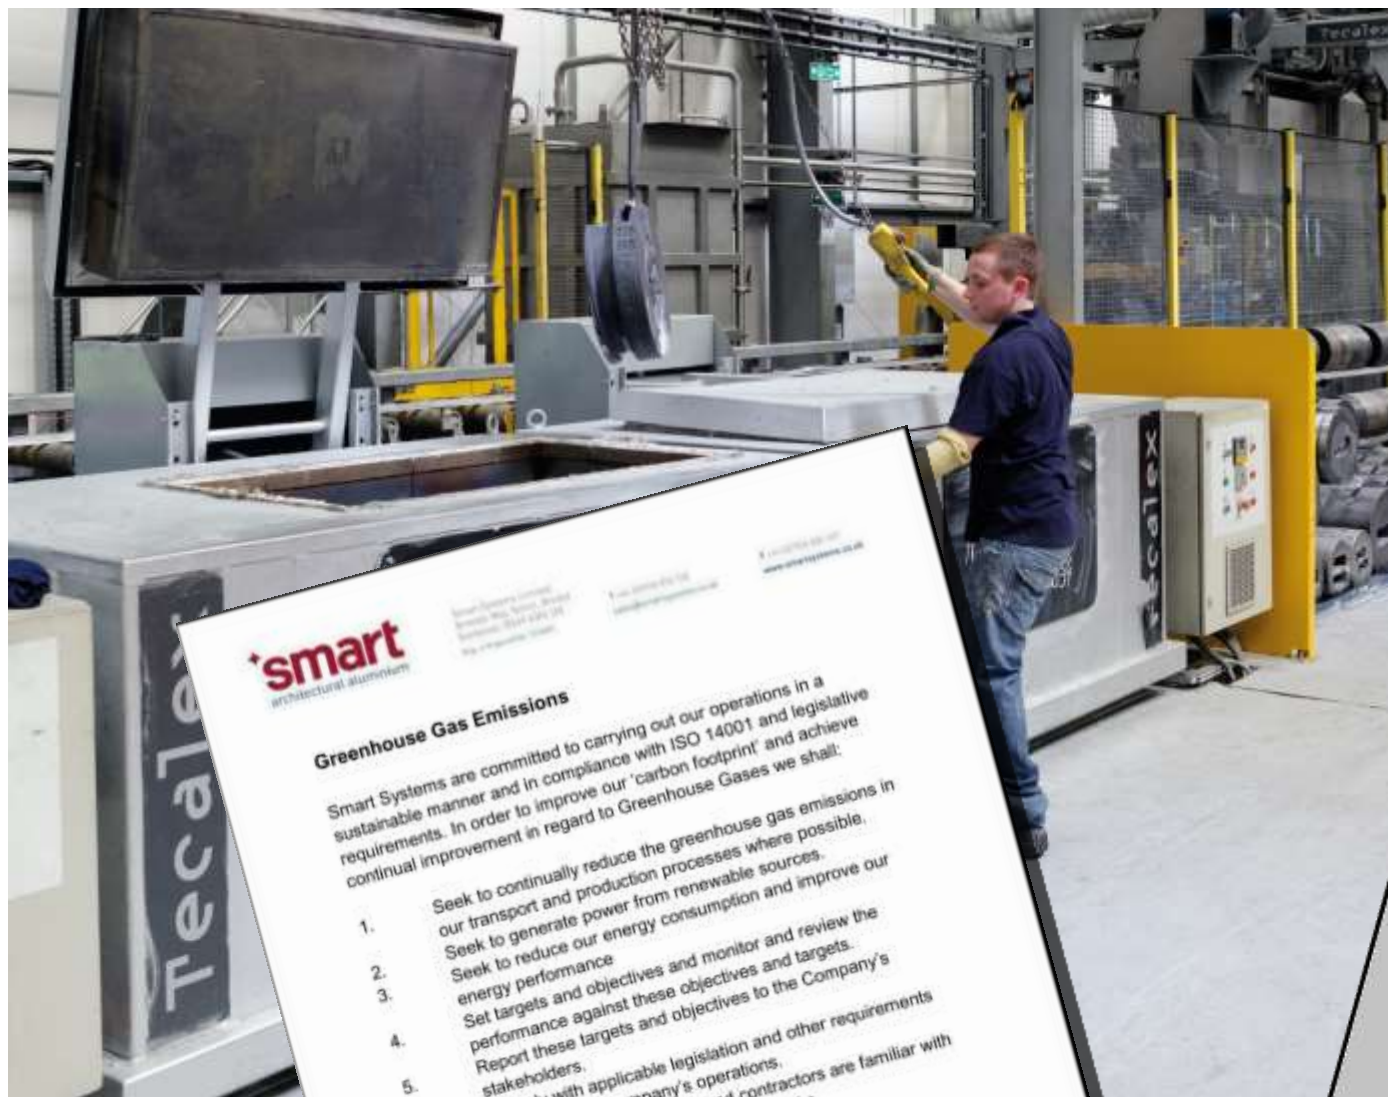 Tecalex
Tecalex
Tecalex
smart
architectural aluminium
www.smartsystems.co.uk
Greenhouse Gas Emissions
Smart Systems are committed to carrying out our operations in a
sustainable manner and in compliance with ISO 14001 and legislative
requirements. In order to improve our 'carbon footprint' and achieve
continual improvement in regard to Greenhouse Gases we shall:
1. Seek to continually reduce the greenhouse gas emissions in
our transport and production processes where possible.
2. Seek to generate power from renewable sources.
3. Seek to reduce our energy consumption and improve our
energy performance
4. Set targets and objectives and monitor and review the
performance against these objectives and targets.
5. Report these targets and objectives to the Company's
stakeholders.
with applicable legislation and other requirements
company's operations.
contractors are familiar with